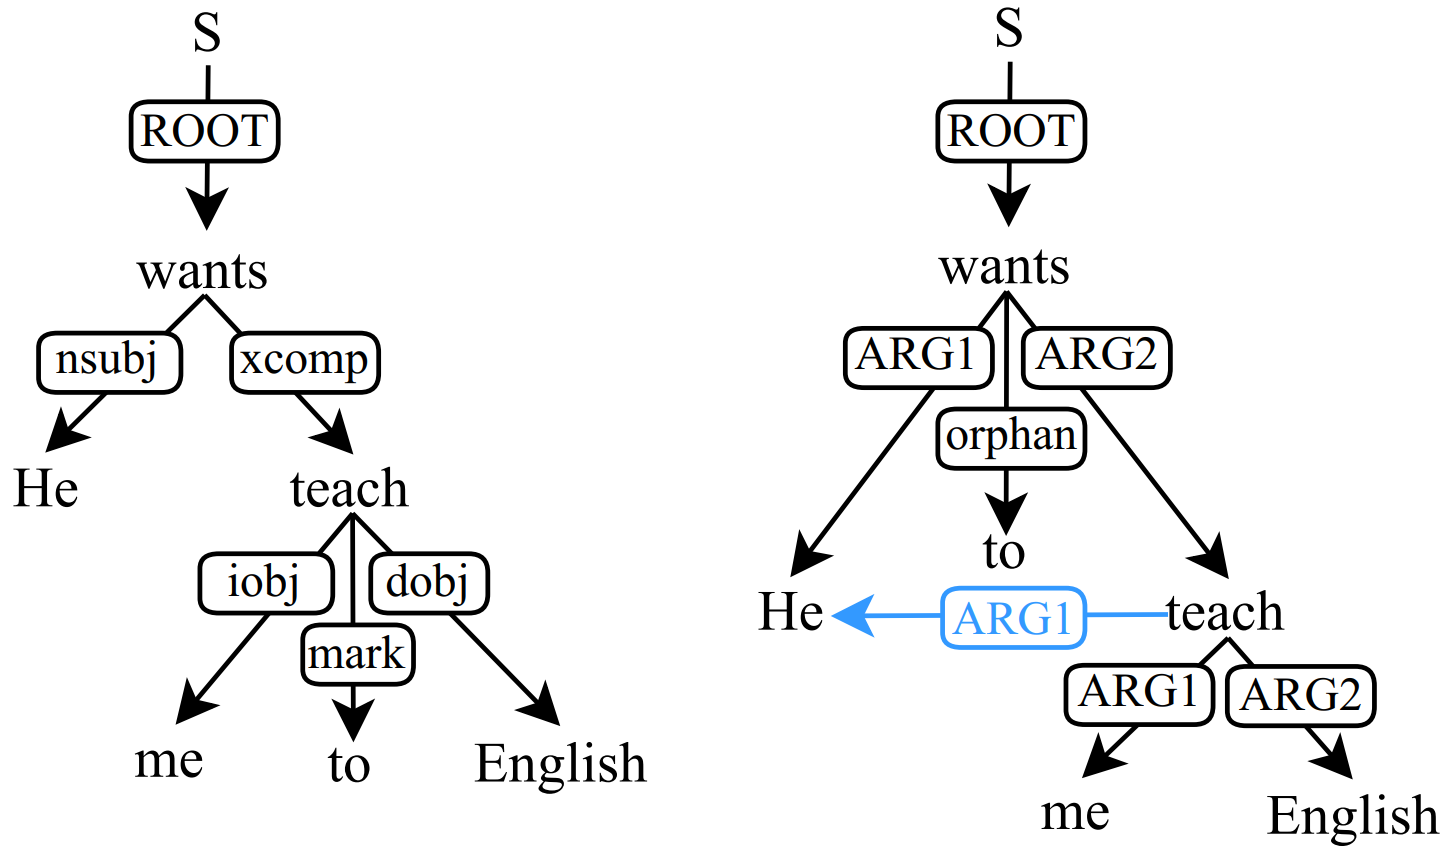 S
ROOT
wants
nsubj xcomp
He teach
iobj dobj
mark
me to English
S
ROOT
wants
ARG1 ARG2
orphan
to
He ARG1 teach
ARG1 ARG2
me English